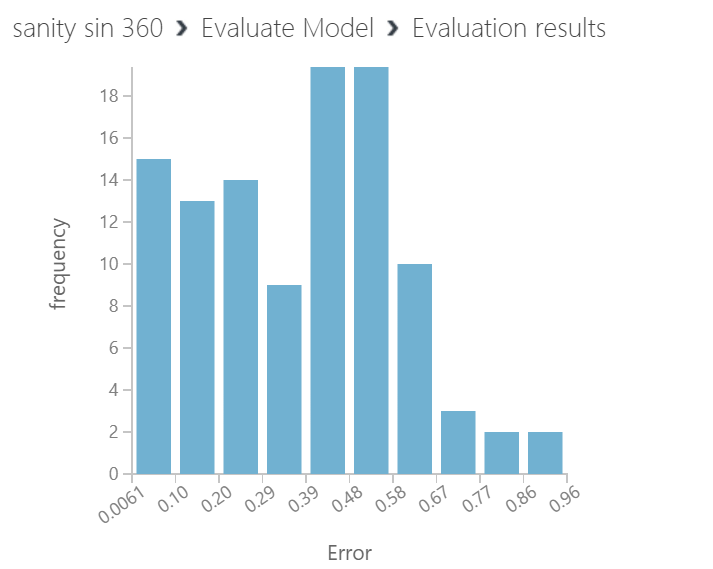 sanity sin 360 › Evaluate Model › Evaluation results
18
16
14
12
10
8
6
4
2
0
frequency
0.0061 0.10 0.20 0.29 0.39 0.48 0.58 0.67 0.77 0.86 0.96
Error